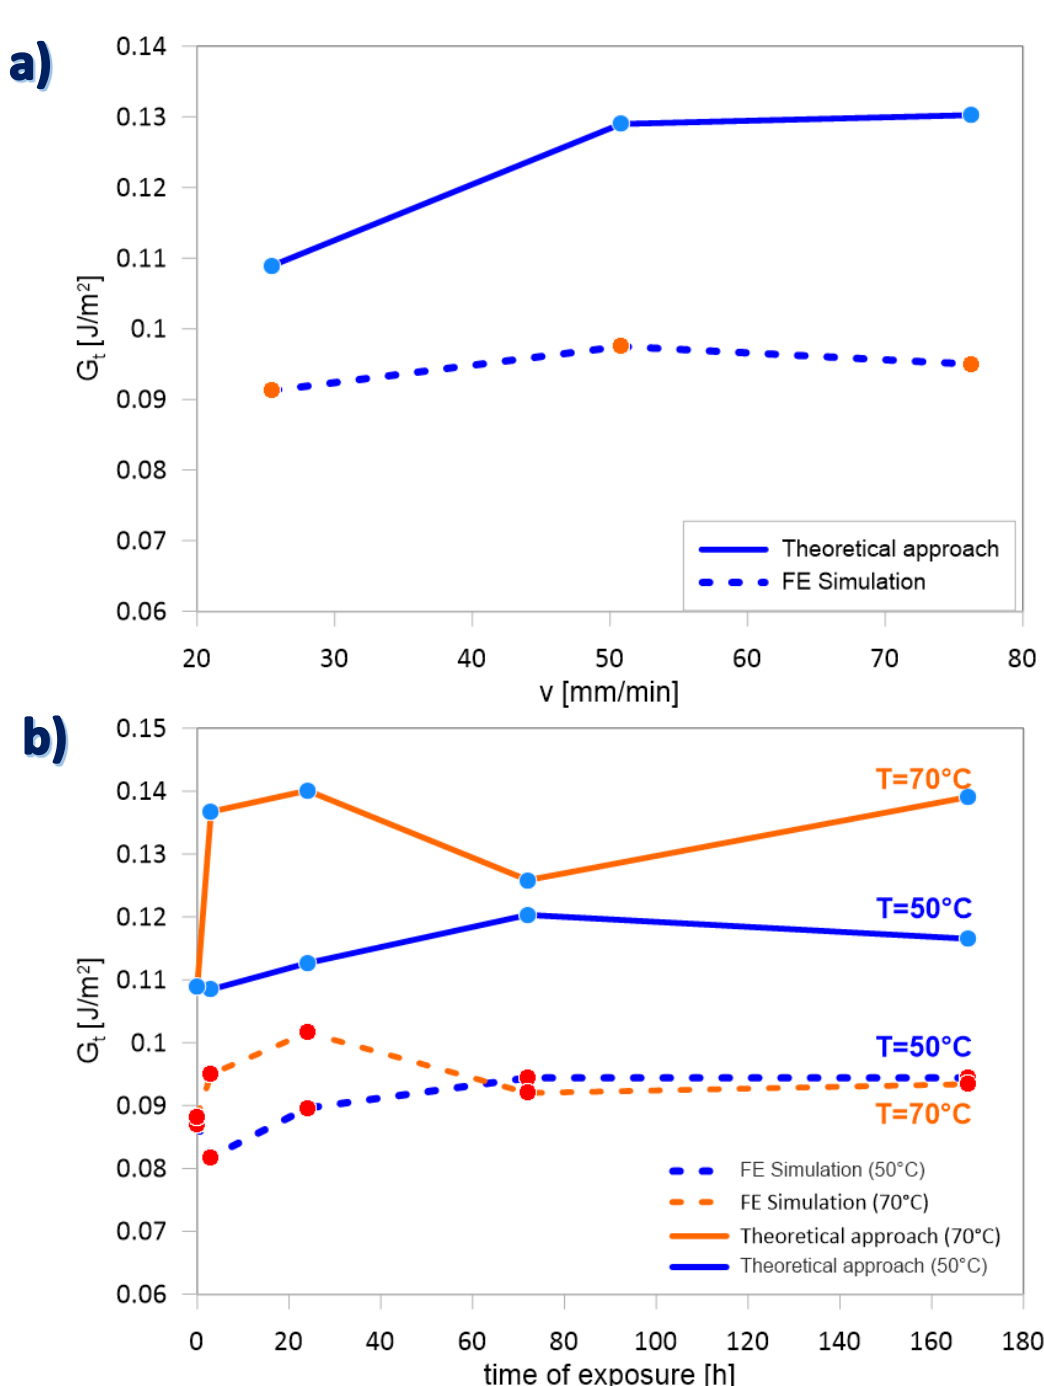 a)
0.14
0.13
0.12
0.11
0.1
0.09
0.08
0.07
0.06
G_t [J/m²]
Theoretical approach
FE Simulation
20 30 40 50 60 70 80
v [mm/min]
b)
0.15
0.14
0.13
0.12
0.11
0.1
0.09
0.08
0.07
0.06
G_t [J/m²]
T=70°C
T=50°C
T=50°C
T=70°C
FE Simulation (50°C)
FE Simulation (70°C)
Theoretical approach (70°C)
Theoretical approach (50°C)
0 20 40 60 80 100 120 140 160 180
time of exposure [h]